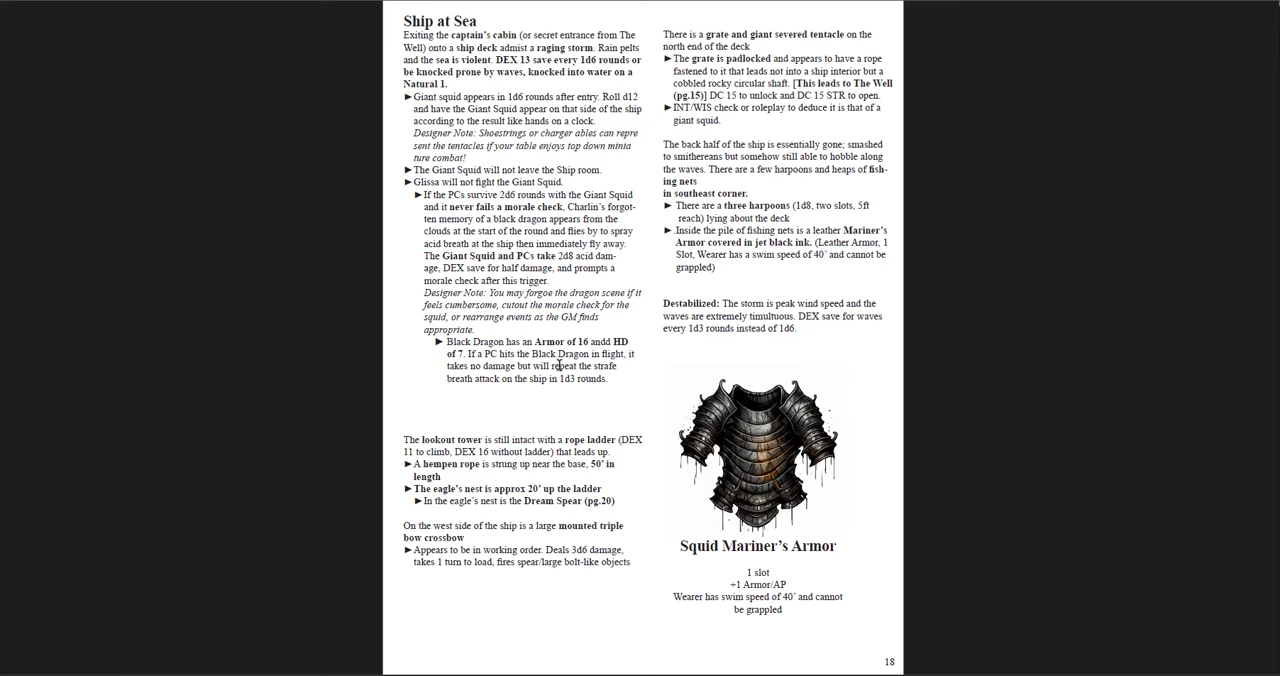 Ship at Sea
Exiting the captain's cabin (or secret entrance from The
Well) onto a ship deck admist a raging storm. Rain pelts
and the sea is violent. DEX 13 save every 1d6 rounds or
be knocked prone by waves, knocked into water on a
Natural 1.
►Giant squid appears in 1d6 rounds after entry. Roll d12
and have the Giant Squid appear on that side of the ship
according to the result like hands on a clock.
Designer Note: Shoestrings or charger ables can repre
sent the tentacles if your table enjoys top down minia
ture combat!
►The Giant Squid will not leave the Ship room.
►Glissa will not fight the Giant Squid.
►If the PCs survive 2d6 rounds with the Giant Squid
and it never fails a morale check, Charlin's forgot-
ten memory of a black dragon appears from the
clouds at the start of the round and flies by to spray
acid breath at the ship then immediately fly away.
The Giant Squid and PCs take 2d8 acid dam-
age, DEX save for half damage, and prompts a
morale check after this trigger.
Designer Note: You may forgoe the dragon scene if it
feels cumbersome, cutout the morale check for the
squid, or rearrange events as the GM finds
appropriate.
► Black Dragon has an Armor of 16 andd HD
of 7. If a PC hits the Black Dragon in flight, it
takes no damage but will repeat the strafe
breath attack on the ship in 1d3 rounds.
The lookout tower is still intact with a rope ladder (DEX
11 to climb, DEX 16 without ladder) that leads up.
►A hempen rope is strung up near the base, 50' in
length
►The eagle's nest is approx 20' up the ladder
►In the eagle's nest is the Dream Spear (pg.20)
On the west side of the ship is a large mounted triple
bow crossbow
►Appears to be in working order. Deals 3d6 damage,
takes 1 turn to load, fires spear/large bolt-like objects
There is a grate and giant severed tentacle on the
north end of the deck
►The grate is padlocked and appears to have a rope
fastened to it that leads not into a ship interior but a
cobbled rocky circular shaft. [This leads to The Well
(pg.15)] DC 15 to unlock and DC 15 STR to open.
►INT/WIS check or roleplay to deduce it is that of a
giant squid.
The back half of the ship is essentially gone; smashed
to smithereens but somehow still able to hobble along
the waves. There are a few harpoons and heaps of fish-
ing nets
in southeast corner.
► There are a three harpoons (1d8, two slots, 5ft
reach) lying about the deck
► .Inside the pile of fishing nets is a leather Mariner's
Armor covered in jet black ink. (Leather Armor, 1
Slot, Wearer has a swim speed of 40' and cannot be
grappled)
Destabilized: The storm is peak wind speed and the
waves are extremely timultuous. DEX save for waves
every 1d3 rounds instead of 1d6.
Squid Mariner's Armor
1 slot
+1 Armor/AP
Wearer has swim speed of 40' and cannot
be grappled
18